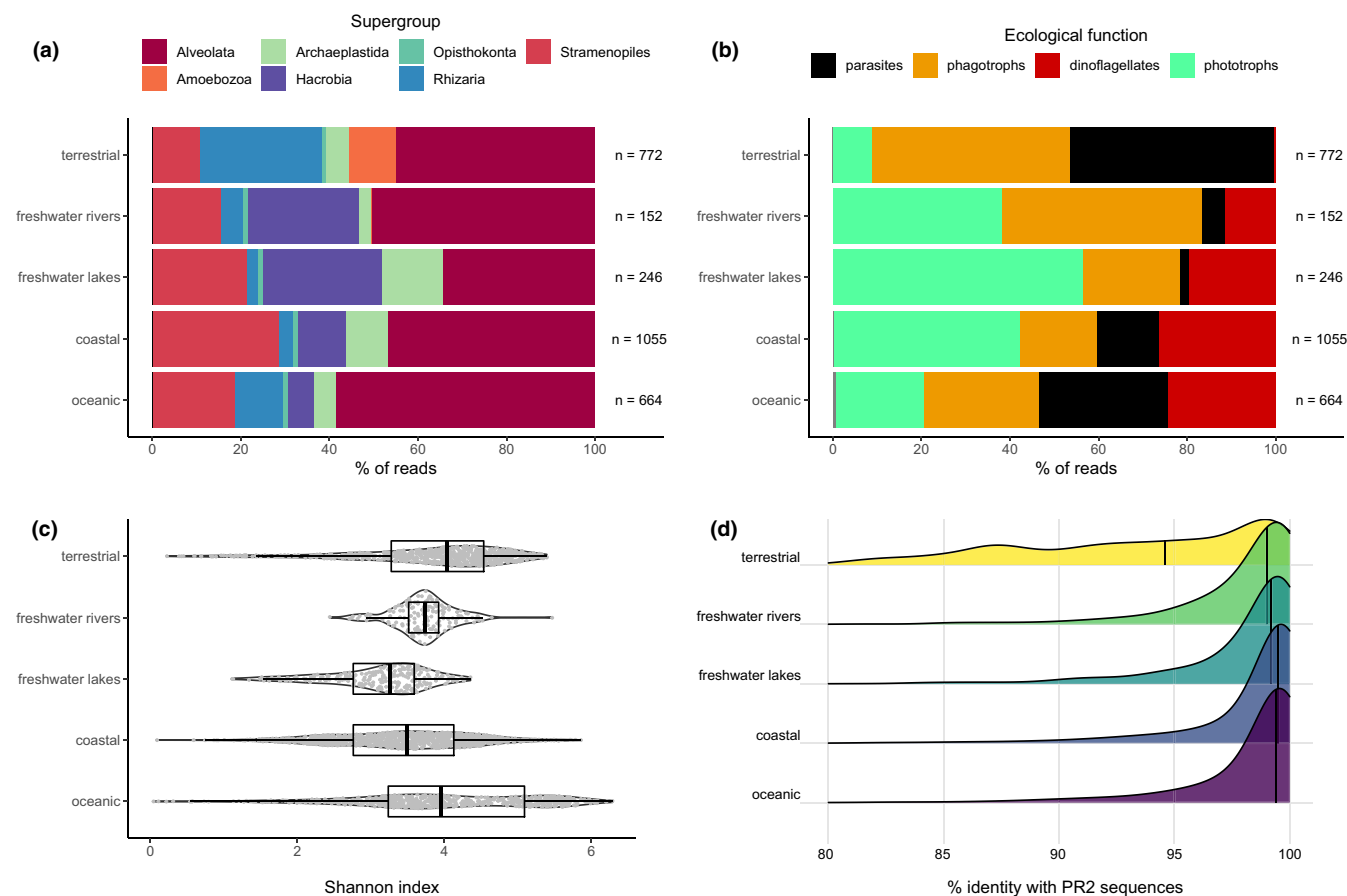 (a)
Supergroup
Alveolata Archaeplastida Opisthokonta Stramenopiles
Amoebozoa Hacrobia Rhizaria
terrestrial n = 772
freshwater rivers n = 152
freshwater lakes n = 246
coastal n = 1055
oceanic n = 664
0 20 40 60 80 100
% of reads
(b)
Ecological function
parasites phagotrophs dinoflagellates phototrophs
terrestrial n = 772
freshwater rivers n = 152
freshwater lakes n = 246
coastal n = 1055
oceanic n = 664
0 20 40 60 80 100
% of reads
(c)
terrestrial
freshwater rivers
freshwater lakes
coastal
oceanic
0 2 4 6
Shannon index
(d)
terrestrial
freshwater rivers
freshwater lakes
coastal
oceanic
80 85 90 95 100
% identity with PR2 sequences